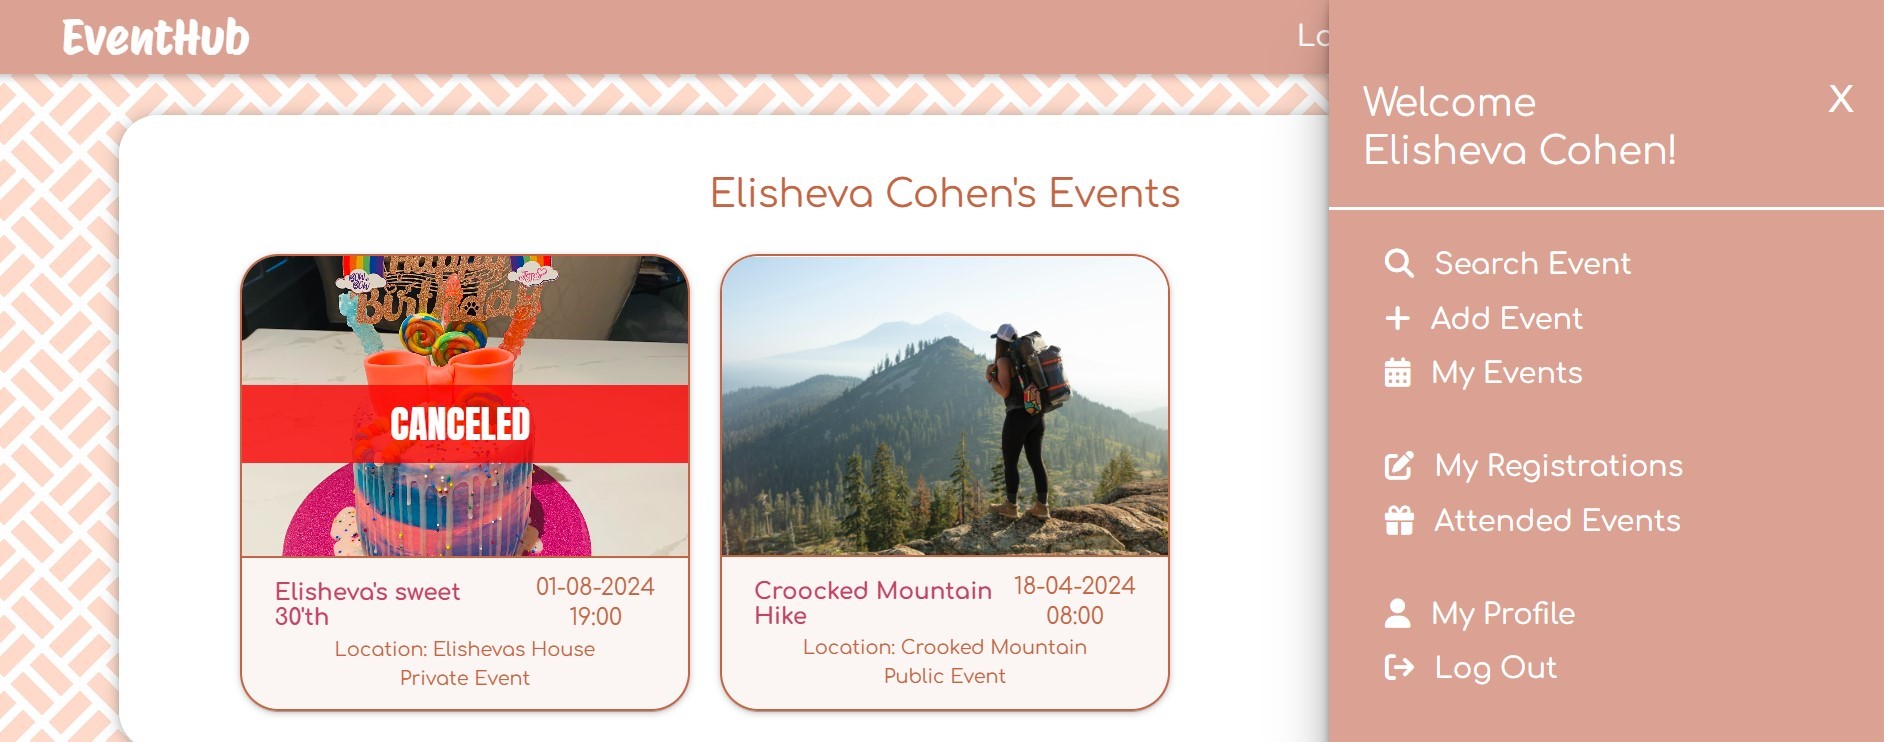 EventHub
Lo
Welcome
Elisheva Cohen!
X
Elisheva Cohen's Events
Search Event
Add Event
My Events
My Registrations
Attended Events
My Profile
Log Out
Happy
Birthday
CANCELED
Elisheva's sweet
30'th
01-08-2024
19:00
Location: Elishevas House
Private Event
Croocked Mountain
Hike
18-04-2024
08:00
Location: Crooked Mountain
Public Event